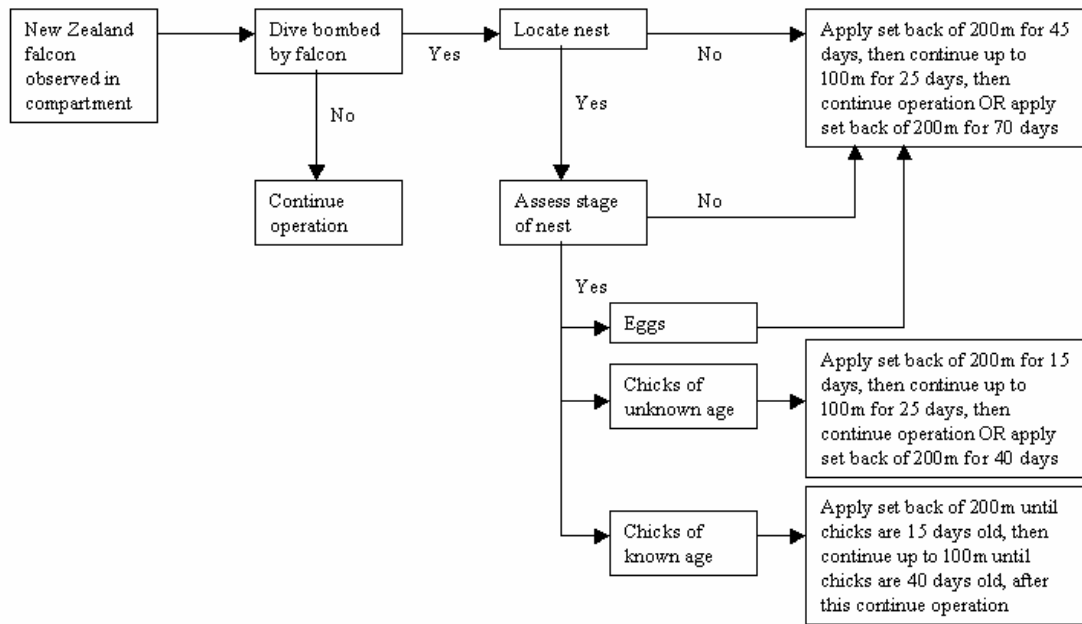 New Zealand
falcon
observed in
compartment
Dive bombed
by falcon
Yes
Locate nest
No
Apply set back of 200m for 45
days, then continue up to
100m for 25 days, then
continue operation OR apply
set back of 200m for 70 days
No
Yes
Continue
operation
Assess stage
of nest
No
Yes
Eggs
Chicks of
unknown age
Apply set back of 200m for 15
days, then continue up to
100m for 25 days, then
continue operation OR apply
set back of 200m for 40 days
Chicks of
known age
Apply set back of 200m until
chicks are 15 days old, then
continue up to 100m until
chicks are 40 days old, after
this continue operation